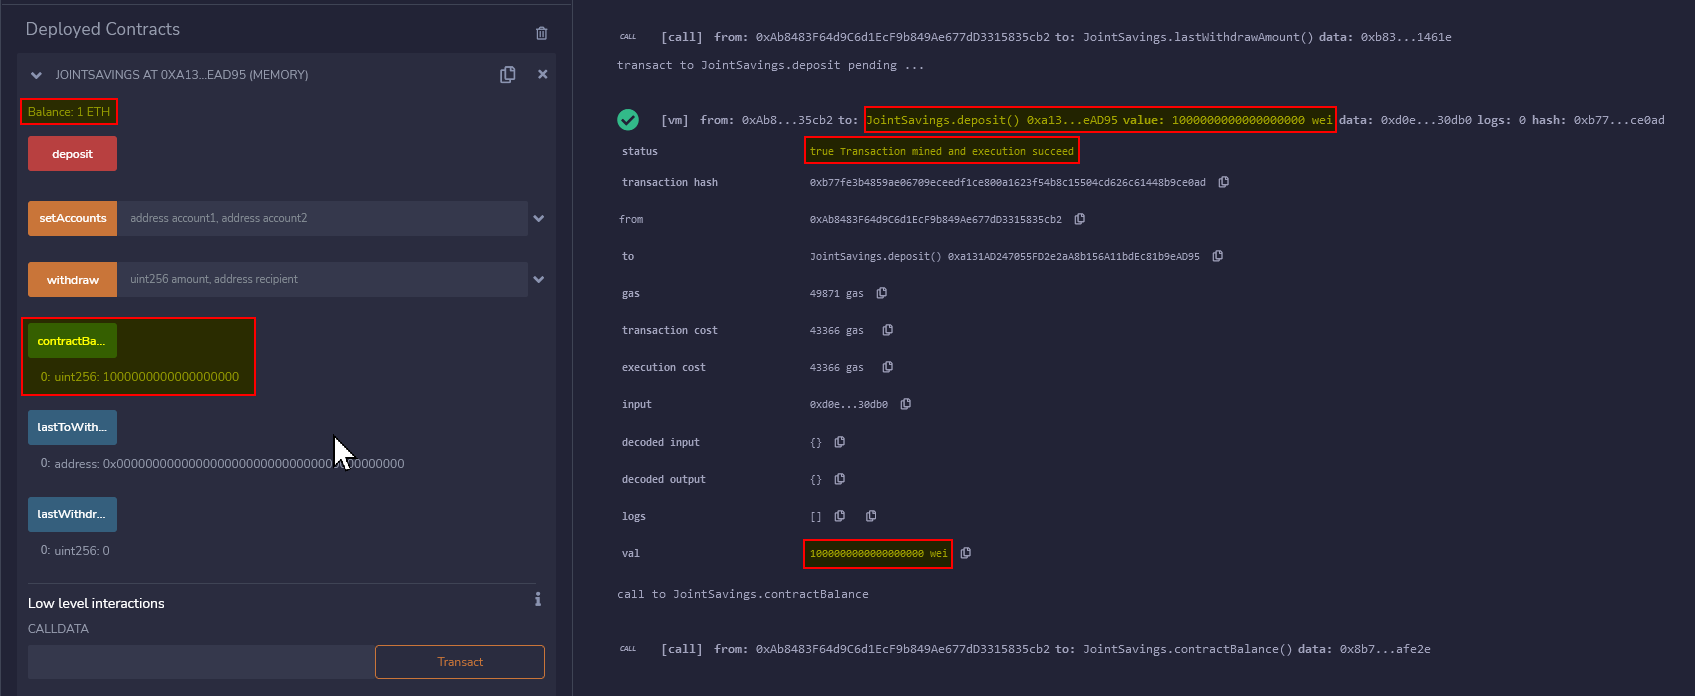 Deployed Contracts
JOINTSAVINGS AT 0XA13...EAD95 (MEMORY)
Balance: 1 ETH
deposit
setAccounts address account1, address account2
withdraw uint256 amount, address recipient
contractBa...
0: uint256: 1000000000000000000
lastToWith...
0: address: 0x0000000000000000000000000000000000000000
lastWithdr...
0: uint256: 0
Low level interactions
i
CALLDATA
Transact
CALL [call] from: 0xAb8483F64d9C6d1EcF9b849Ae677dD3315835cb2 to: JointSavings.lastWithdrawAmount() data: 0xb83...1461e
transact to JointSavings.deposit pending ...
[vm] from: 0xAb8...35cb2 to: JointSavings.deposit() 0xa13...eAD95 value: 1000000000000000000 wei data: 0xd0e...30db0 logs: 0 hash: 0xb77...ce0ad
status true Transaction mined and execution succeed
transaction hash 0xb77fe3b4859ae06709eceedf1ce800a1623f54b8c15504cd626c61448b9ce0ad
from 0xAb8483F64d9C6d1EcF9b849Ae677dD3315835cb2
to JointSavings.deposit() 0xa131AD247055FD2e2aA8b156A11bdEc81b9eAD95
gas 49871 gas
transaction cost 43366 gas
execution cost 43366 gas
input 0xd0e...30db0
decoded input {}
decoded output {}
logs []
val 1000000000000000000 wei
call to JointSavings.contractBalance
CALL [call] from: 0xAb8483F64d9C6d1EcF9b849Ae677dD3315835cb2 to: JointSavings.contractBalance() data: 0x8b7...afe2e